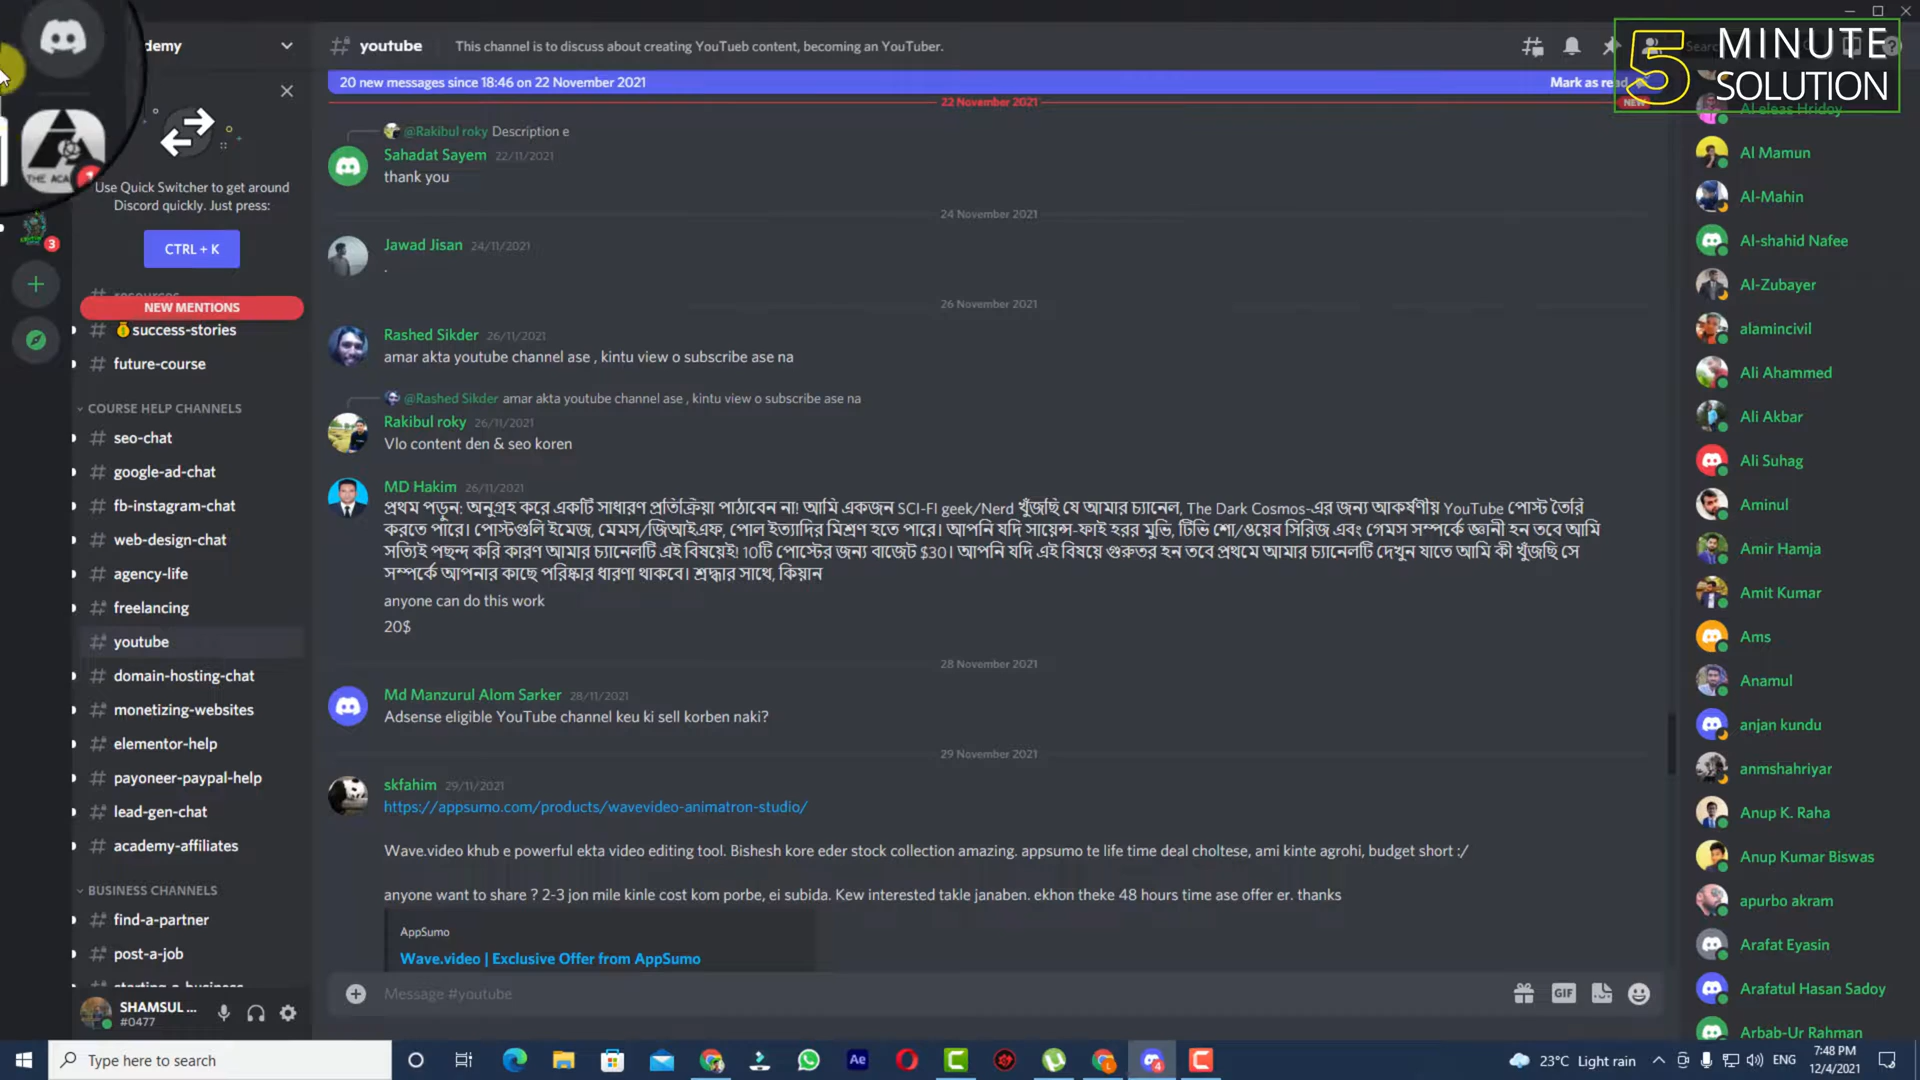 demy
youtube
This channel is to discuss about creating YouTueb content, becoming an YouTuber.
5 MINUTE
SOLUTION
20 new messages since 18:46 on 22 November 2021
Mark as read
22 November 2021
NEW
THE ACA
1
Use Quick Switcher to get around
Discord quickly. Just press:
CTRL + K
3
NEW MENTIONS
success-stories
future-course
COURSE HELP CHANNELS
seo-chat
google-ad-chat
fb-instagram-chat
web-design-chat
agency-life
freelancing
youtube
domain-hosting-chat
monetizing-websites
elementor-help
payoneer-paypal-help
lead-gen-chat
academy-affiliates
BUSINESS CHANNELS
find-a-partner
post-a-job
starting-a-business
SHAMSUL ...
#0477
@Rakibul roky Description e
Sahadat Sayem 22/11/2021
thank you
24 November 2021
Jawad Jisan 24/11/2021
.
26 November 2021
Rashed Sikder 26/11/2021
amar akta youtube channel ase , kintu view o subscribe ase na
@Rashed Sikder amar akta youtube channel ase , kintu view o subscribe ase na
Rakibul roky 26/11/2021
Vlo content den & seo koren
MD Hakim 26/11/2021
প্রথম পড়ুন: অনুগ্রহ করে একটি সাধারণ প্রতিক্রিয়া পাঠাবেন না! আমি একজন SCI-FI geek/Nerd খুঁজছি যে আমার চ্যানেল, The Dark Cosmos-এর জন্য আকর্ষণীয় YouTube পোস্ট তৈরি
করতে পারে। পোস্টগুলি ইমেজ, মেমস/জিআইএফ, পোল ইত্যাদির মিশ্রণ হতে পারে। আপনি যদি সায়েন্স-ফাই হরর মুভি, টিভি শো/ওয়েব সিরিজ এবং গেমস সম্পর্কে জ্ঞানী হন তবে আমি
সত্যিই পছন্দ করি কারণ আমার চ্যানেলটি এই বিষয়েই! 10টি পোস্টের জন্য বাজেট $30। আপনি যদি এই বিষয়ে গুরুতর হন তবে প্রথমে আমার চ্যানেলটি দেখুন যাতে আমি কী খুঁজছি সে
সম্পর্কে আপনার কাছে পরিষ্কার ধারণা থাকবে। শ্রদ্ধার সাথে, কিয়ান
anyone can do this work
20$
28 November 2021
Md Manzurul Alom Sarker 28/11/2021
Adsense eligible YouTube channel keu ki sell korben naki?
29 November 2021
skfahim 29/11/2021
https://appsumo.com/products/wavevideo-animatron-studio/
Wave.video khub e powerful ekta video editing tool. Bishesh kore eder stock collection amazing. appsumo te life time deal choltese, ami kinte agrohi, budget short :/
anyone want to share ? 2-3 jon mile kinle cost kom porbe, ei subida. Kew interested takle janaben. ekhon theke 48 hours time ase offer er. thanks
AppSumo
Wave.video | Exclusive Offer from AppSumo
Message #youtube
GIF
Al eleas Hridoy
Al Mamun
Al-Mahin
Al-shahid Nafee
Al-Zubayer
alamincivil
Ali Ahammed
Ali Akbar
Ali Suhag
Aminul
Amir Hamja
Amit Kumar
Ams
Anamul
anjan kundu
anmshahriyar
Anup K. Raha
Anup Kumar Biswas
apurbo akram
Arafat Eyasin
Arafatul Hasan Sadoy
Arbab-Ur Rahman
Type here to search
Ae
4
23°C Light rain
ENG
7:48 PM
12/4/2021